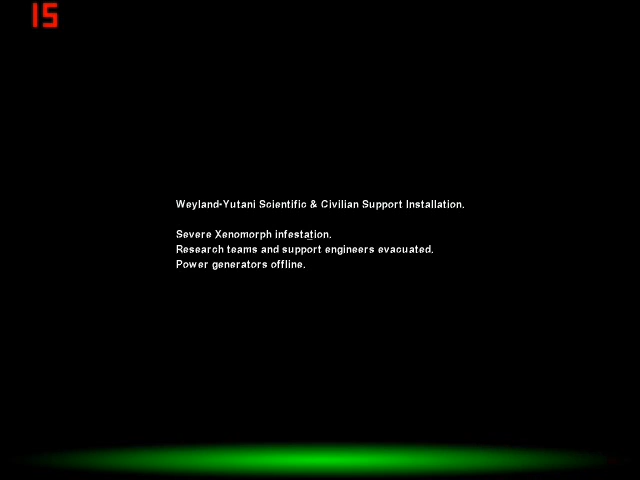 15
Weyland-Yutani Scientific & Civilian Support Installation.
Severe Xenomorph infestation.
Research teams and support engineers evacuated.
Power generators offline.